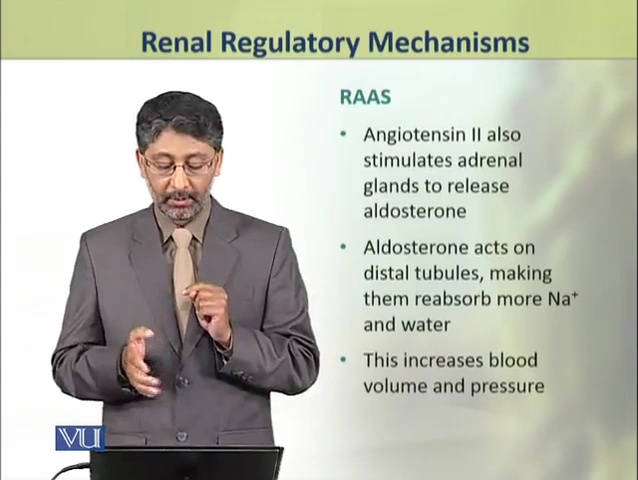 Renal Regulatory Mechanisms
RAAS
• Angiotensin II also
stimulates adrenal
glands to release
aldosterone
• Aldosterone acts on
distal tubules, making
them reabsorb more Na⁺
and water
• This increases blood
volume and pressure
VU